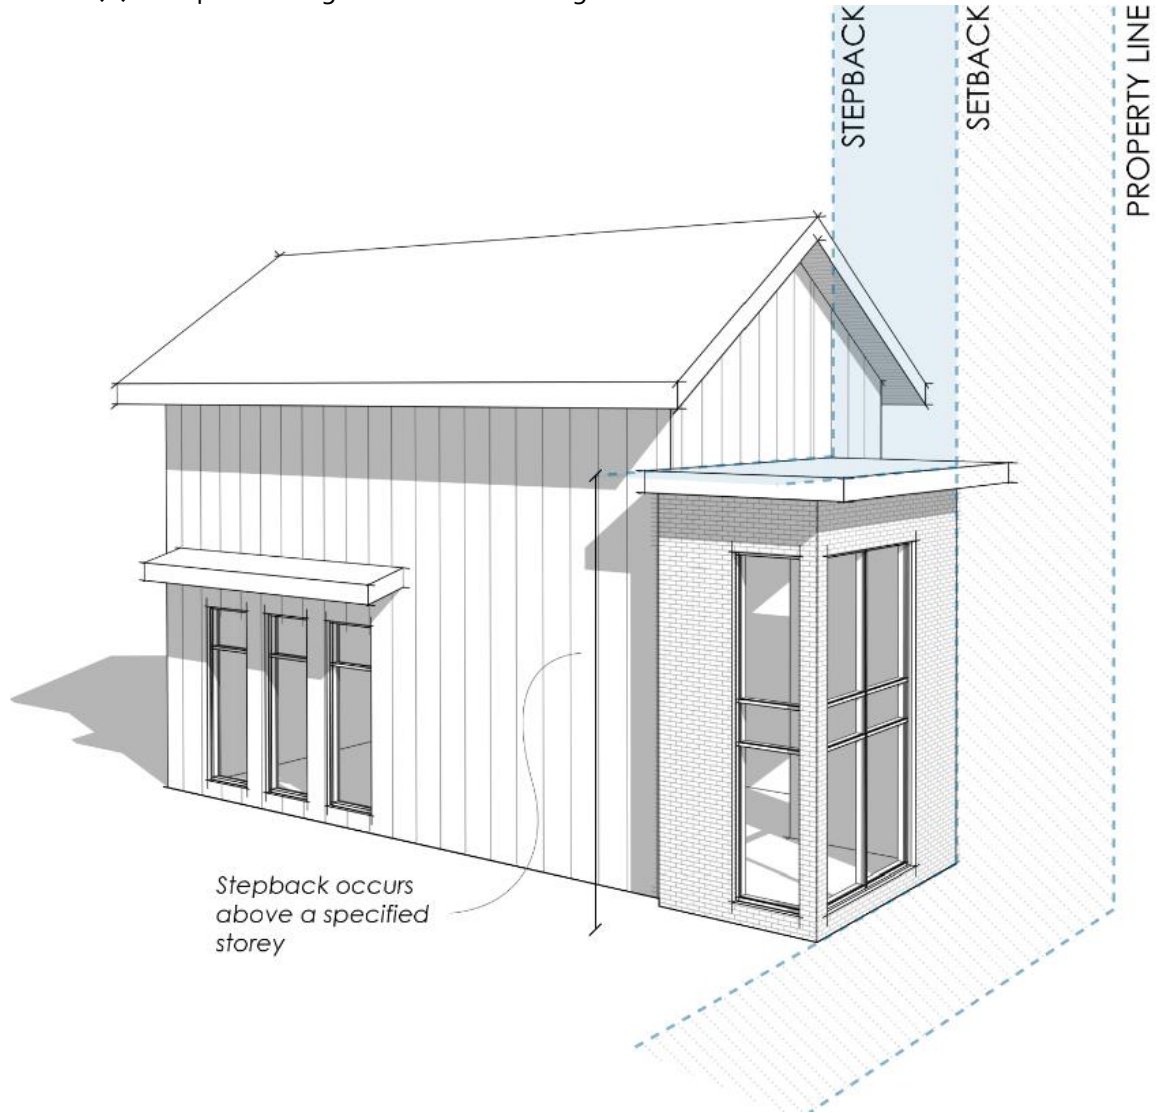 STEPBACK
SETBACK
PROPERTY LINE
Stepback occurs
above a specified
storey